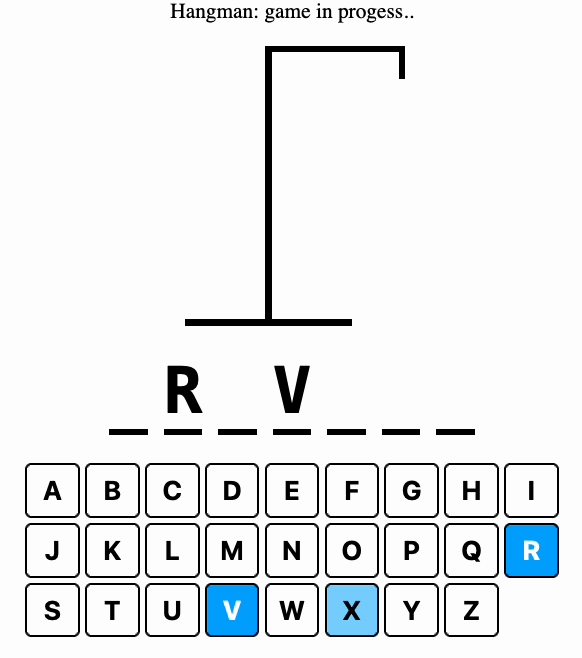 Hangman: game in progess..
R V
A B C D E F G H I
J K L M N O P Q R
S T U V W X Y Z